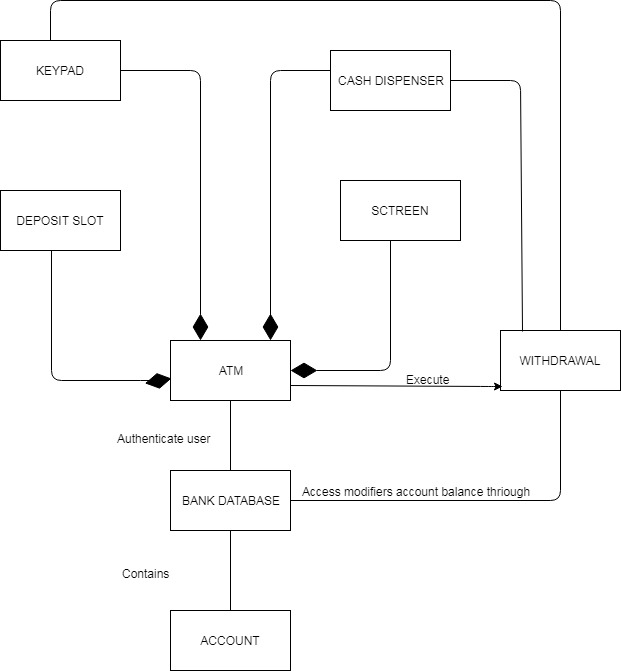 KEYPAD
CASH DISPENSER
DEPOSIT SLOT
SCTREEN
ATM
WITHDRAWAL
Execute
Authenticate user
BANK DATABASE
Access modifiers account balance thriough
Contains
ACCOUNT